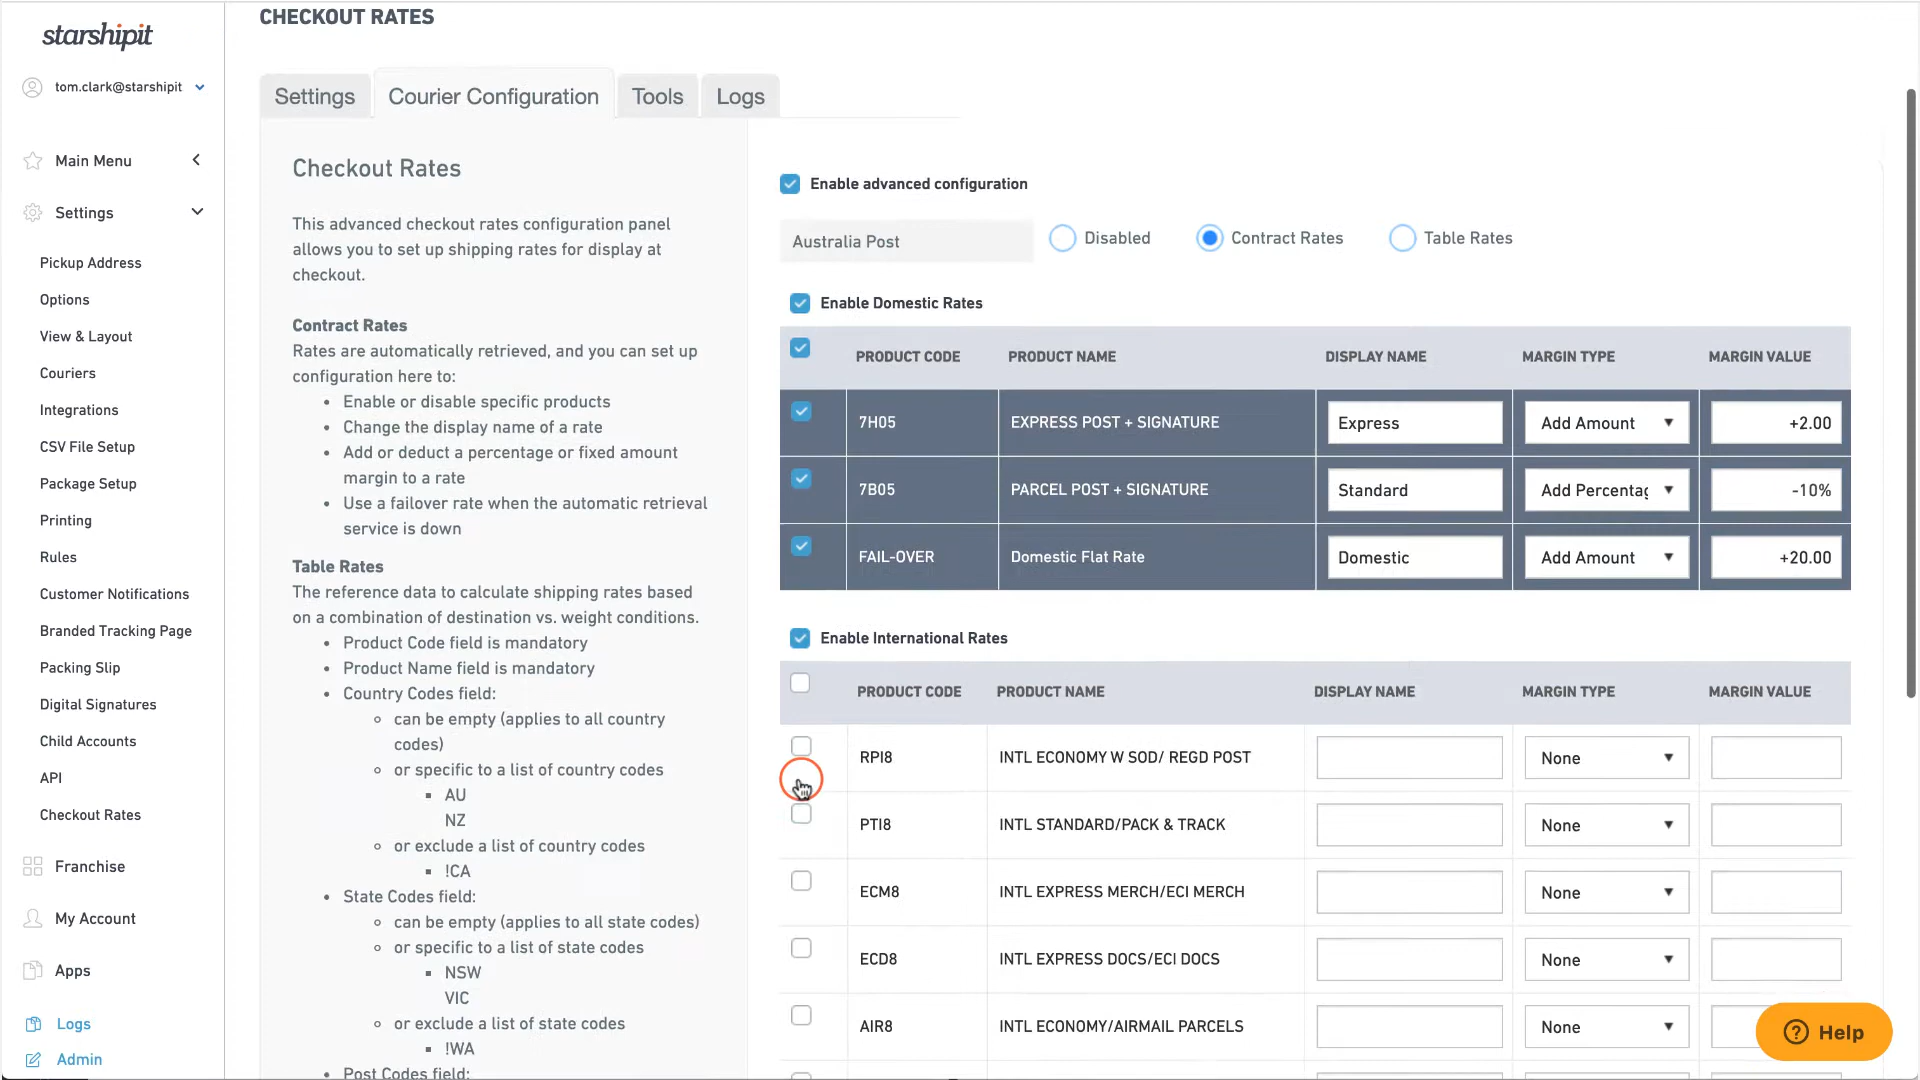 CHECKOUT RATES
starshipit
tom.clark@starshipit
Main Menu
Settings
Pickup Address
Options
View & Layout
Couriers
Integrations
CSV File Setup
Package Setup
Printing
Rules
Customer Notifications
Branded Tracking Page
Packing Slip
Digital Signatures
Child Accounts
API
Checkout Rates
Franchise
My Account
Apps
Logs
Admin
Settings Courier Configuration Tools Logs
Checkout Rates
This advanced checkout rates configuration panel
allows you to set up shipping rates for display at
checkout.
Contract Rates
Rates are automatically retrieved, and you can set up
configuration here to:
• Enable or disable specific products
• Change the display name of a rate
• Add or deduct a percentage or fixed amount
margin to a rate
• Use a failover rate when the automatic retrieval
service is down
Table Rates
The reference data to calculate shipping rates based
on a combination of destination vs. weight conditions.
• Product Code field is mandatory
• Product Name field is mandatory
• Country Codes field:
◦ can be empty (applies to all country
codes)
◦ or specific to a list of country codes
▪ AU
NZ
◦ or exclude a list of country codes
▪ !CA
• State Codes field:
◦ can be empty (applies to all state codes)
◦ or specific to a list of state codes
▪ NSW
VIC
◦ or exclude a list of state codes
▪ !WA
• Post Codes field:
Enable advanced configuration
Australia Post Disabled Contract Rates Table Rates
Enable Domestic Rates
PRODUCT CODE PRODUCT NAME DISPLAY NAME MARGIN TYPE MARGIN VALUE
7H05 EXPRESS POST + SIGNATURE Express Add Amount +2.00
7B05 PARCEL POST + SIGNATURE Standard Add Percentag -10%
FAIL-OVER Domestic Flat Rate Domestic Add Amount +20.00
Enable International Rates
PRODUCT CODE PRODUCT NAME DISPLAY NAME MARGIN TYPE MARGIN VALUE
RPI8 INTL ECONOMY W SOD/ REGD POST None
PTI8 INTL STANDARD/PACK & TRACK None
ECM8 INTL EXPRESS MERCH/ECI MERCH None
ECD8 INTL EXPRESS DOCS/ECI DOCS None
AIR8 INTL ECONOMY/AIRMAIL PARCELS None
Help